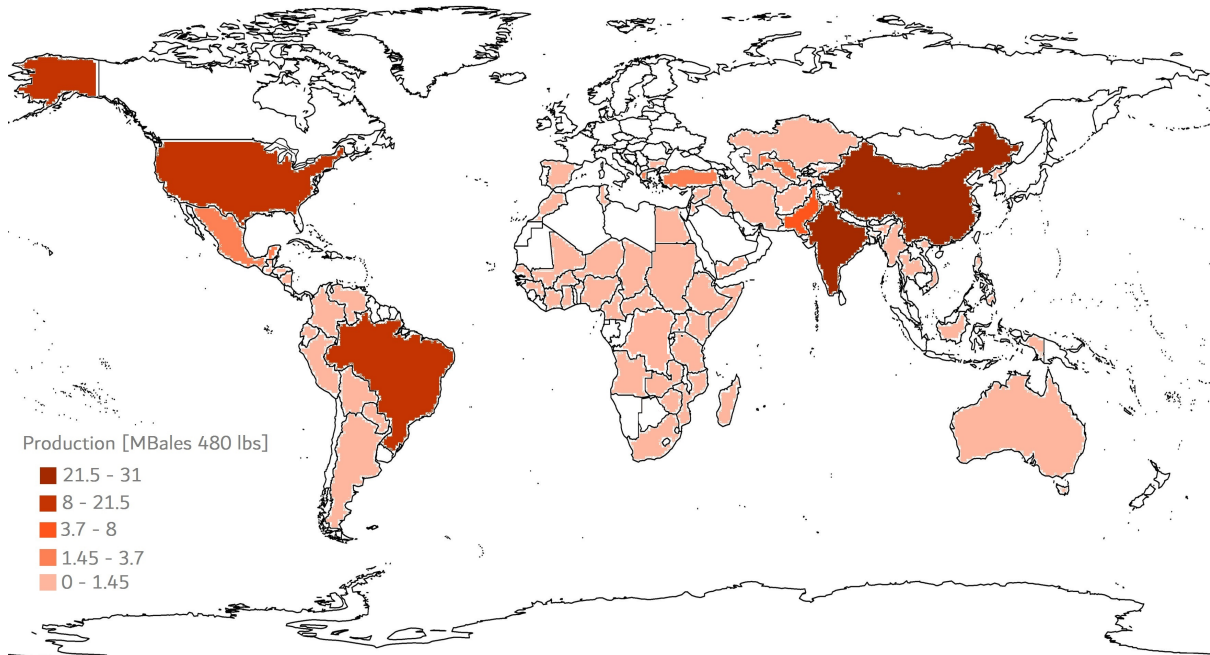 Production [MBales 480 lbs]
21.5 - 31
8 - 21.5
3.7 - 8
1.45 - 3.7
0 - 1.45